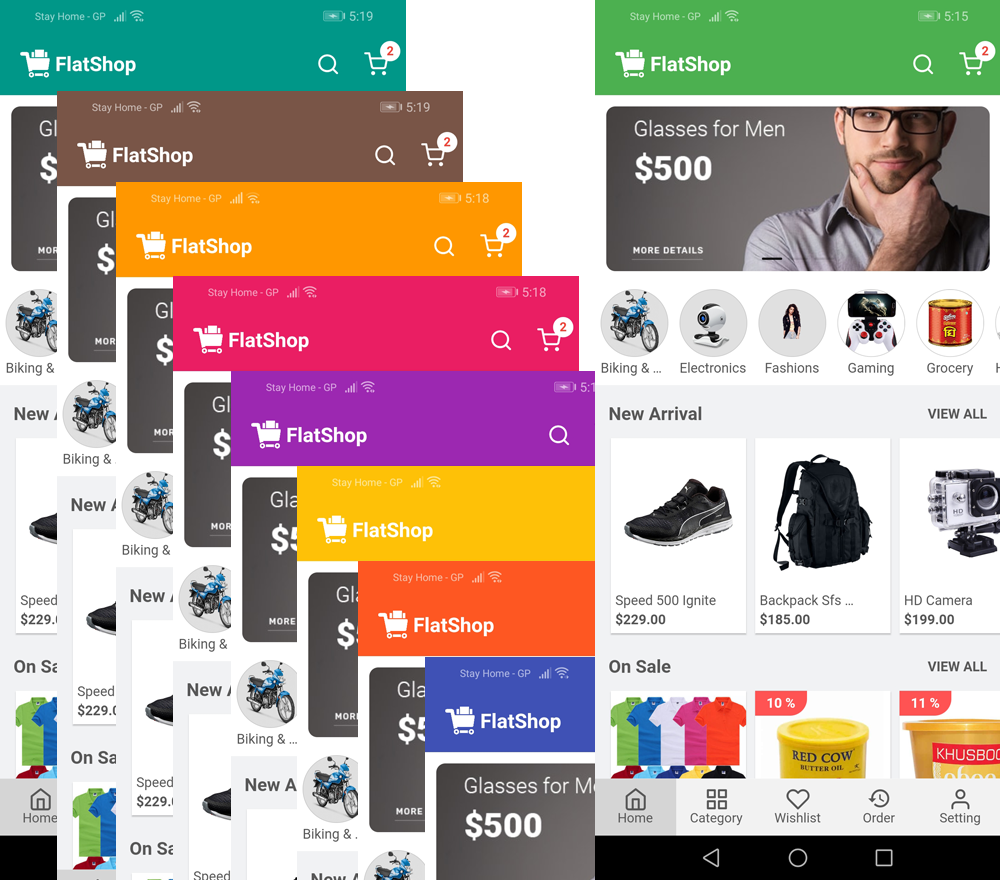 Stay Home - GP 5:19
FlatShop 2
Gl
$
MOR
Biking &
New A
Speed
$229.0
On Sa
Home
Stay Home - GP 5:19
FlatShop 2
Gl
$
MOR
Biking &
New A
Speed
$229.0
On Sa
Stay Home - GP 5:18
FlatShop 2
Gl
$
MOR
Biking &
New A
Speed
$229.
On Sa
Stay Home - GP 5:18
FlatShop 2
Gl
$
MOR
Biking &
New A
Speed
Stay Home - GP 5:1
FlatShop
Gla
$5
MORE
Biking & ...
New A
Stay Home - GP
FlatShop
Gla
$5
MORE
Biking & .
New A
Stay Home - GP
FlatShop
Gla
$5
MORE
Stay Home - GP
FlatShop
Glasses for M
$500
Stay Home - GP 5:15
FlatShop 2
Glasses for Men
$500
MORE DETAILS
Biking & ... Electronics Fashions Gaming Grocery H
New Arrival VIEW ALL
HD
Speed 500 Ignite Backpack Sfs ... HD Camera
$229.00 $185.00 $199.00
On Sale VIEW ALL
10 % 11 %
RED COW
BUTTER OIL
KHUSBOO
Home Category Wishlist Order Setting